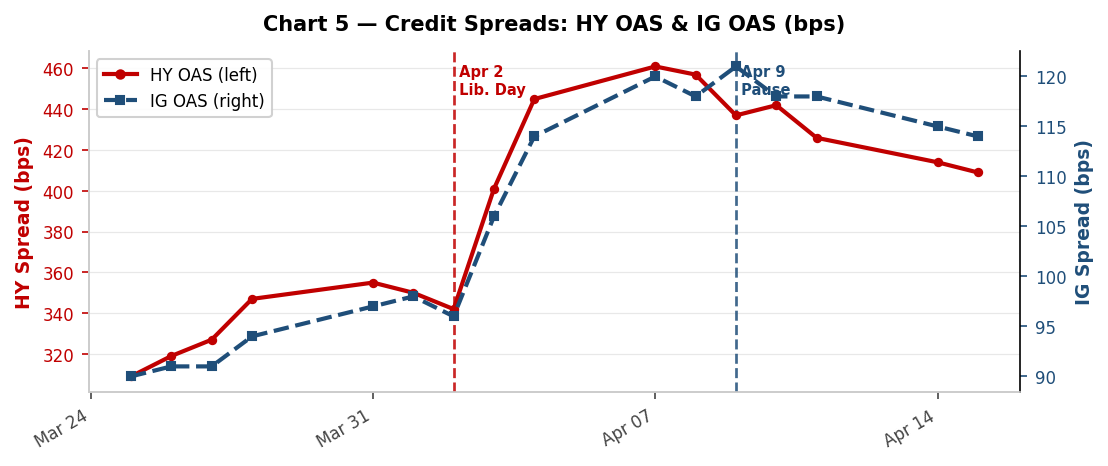 Chart 5 — Credit Spreads: HY OAS & IG OAS (bps)
HY OAS (left)
IG OAS (right)
Apr 2
Lib. Day
Apr 9
Pause
HY Spread (bps)
460
440
420
400
380
360
340
320
120
115
110
105
100
95
90
IG Spread (bps)
Mar 24
Mar 31
Apr 07
Apr 14